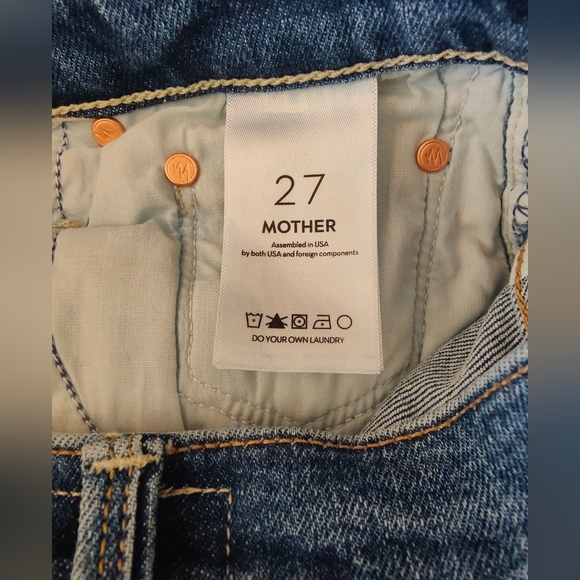 27
MOTHER
Assembled in USA
by both USA and foreign components
DO YOUR OWN LAUNDRY